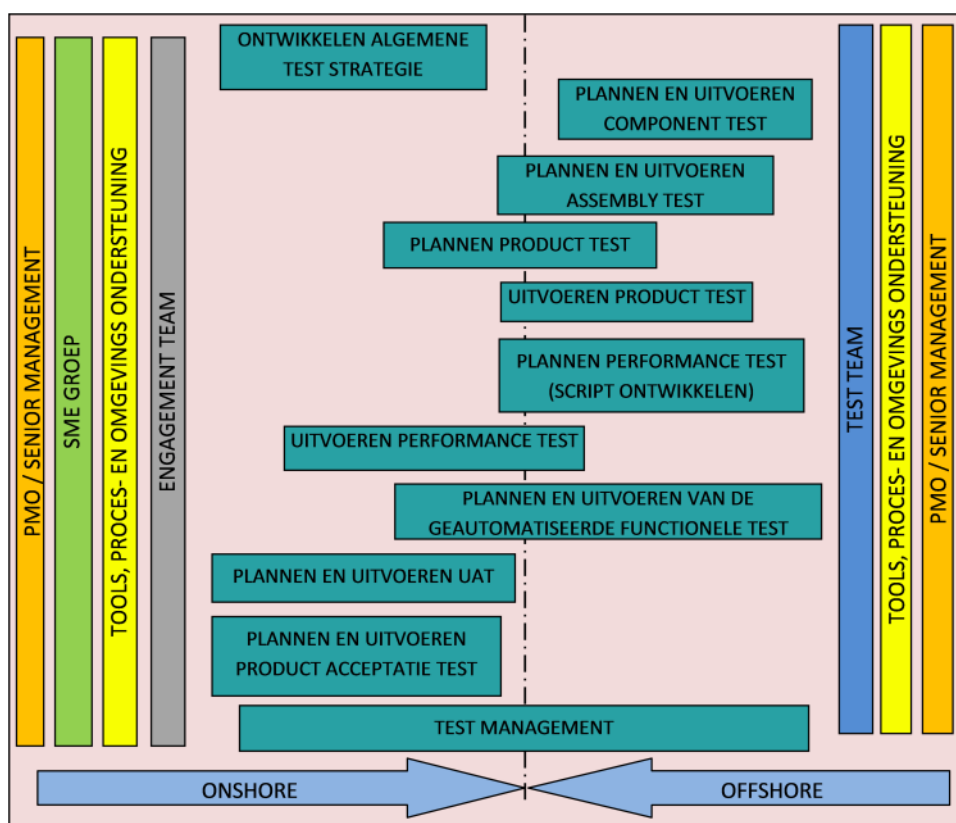 PMO / SENIOR MANAGEMENT
SME GROEP
TOOLS, PROCES- EN OMGEVINGS ONDERSTEUNING
ENGAGEMENT TEAM
ONTWIKKELEN ALGEMENE
TEST STRATEGIE
PLANNEN EN UITVOEREN
COMPONENT TEST
PLANNEN EN UITVOEREN
ASSEMBLY TEST
PLANNEN PRODUCT TEST
UITVOEREN PRODUCT TEST
PLANNEN PERFORMANCE TEST
(SCRIPT ONTWIKKELEN)
UITVOEREN PERFORMANCE TEST
PLANNEN EN UITVOEREN VAN DE
GEAUTOMATISEERDE FUNCTIONELE TEST
PLANNEN EN UITVOEREN UAT
PLANNEN EN UITVOEREN
PRODUCT ACCEPTATIE TEST
TEST MANAGEMENT
TEST TEAM
TOOLS, PROCES- EN OMGEVINGS ONDERSTEUNING
PMO / SENIOR MANAGEMENT
ONSHORE
OFFSHORE